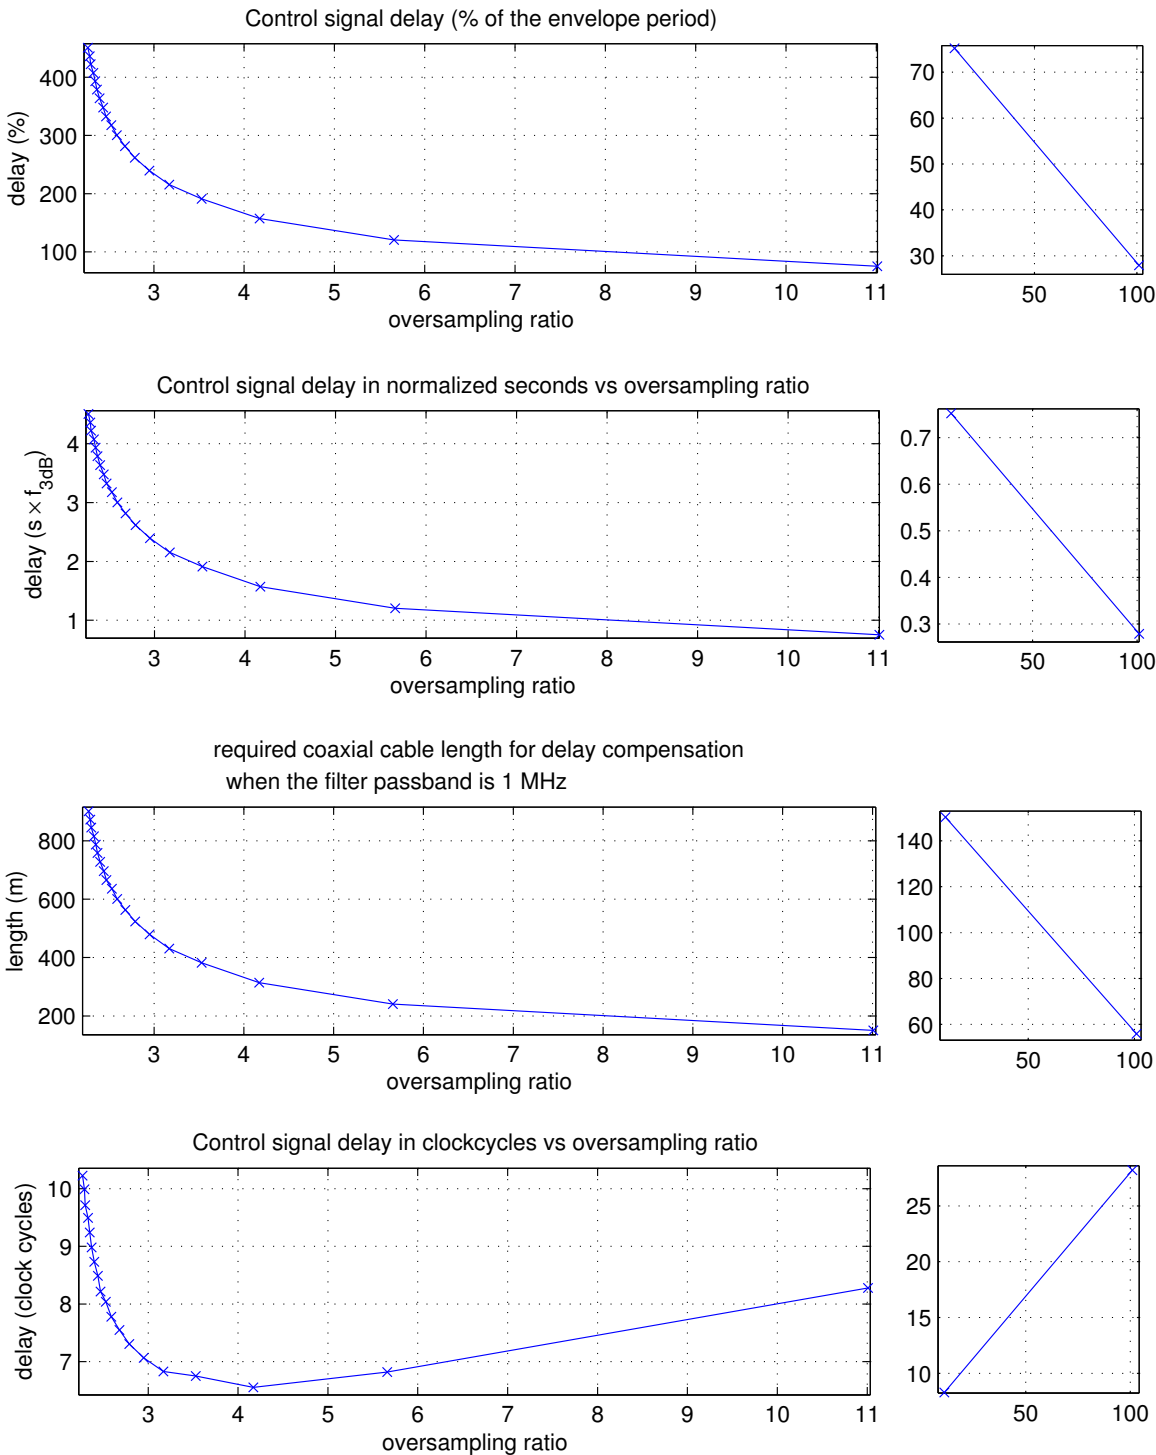 Control signal delay (% of the envelope period)
400
300
200
100
delay (%)
3 4 5 6 7 8 9 10 11
oversampling ratio
70
60
50
40
30
50 100
Control signal delay in normalized seconds vs oversampling ratio
4
3
2
1
delay (s × f3dB)
3 4 5 6 7 8 9 10 11
oversampling ratio
0.7
0.6
0.5
0.4
0.3
50 100
required coaxial cable length for delay compensation
when the filter passband is 1 MHz
800
600
400
200
length (m)
3 4 5 6 7 8 9 10 11
oversampling ratio
140
120
100
80
60
50 100
Control signal delay in clockcycles vs oversampling ratio
10
9
8
7
delay (clock cycles)
3 4 5 6 7 8 9 10 11
oversampling ratio
25
20
15
10
50 100